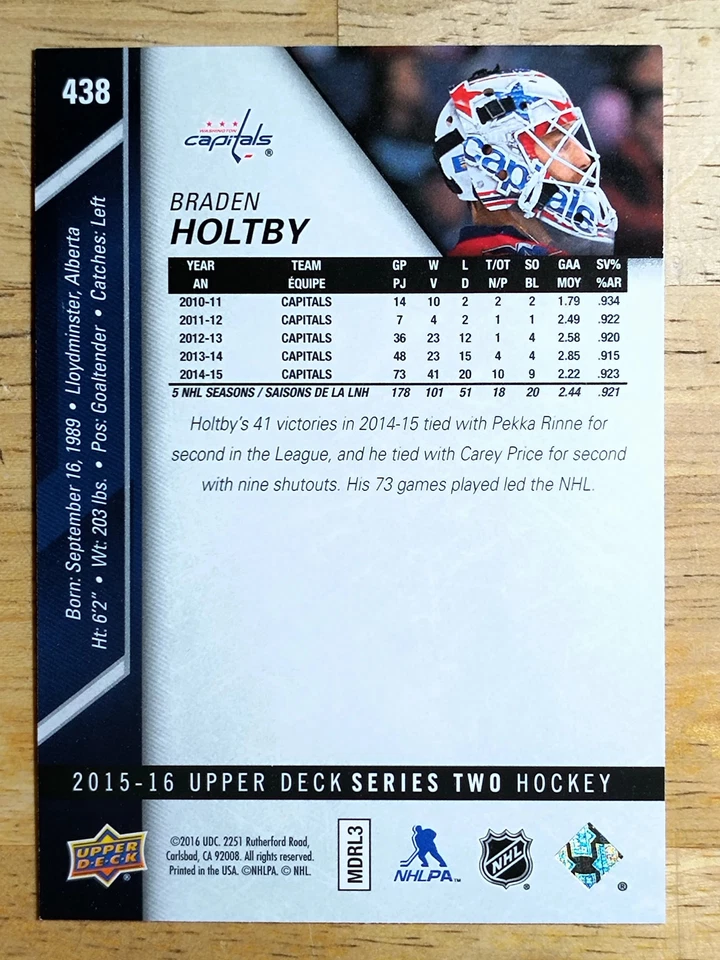 438
WASHINGTON
capitals ®
BRADEN
HOLTBY
capitals
YEAR TEAM GP W L T/OT SO GAA SV%
AN ÉQUIPE PJ V D N/P BL MOY %AR
2010-11 CAPITALS 14 10 2 2 2 1.79 .934
2011-12 CAPITALS 7 4 2 1 1 2.49 .922
2012-13 CAPITALS 36 23 12 1 4 2.58 .920
2013-14 CAPITALS 48 23 15 4 4 2.85 .915
2014-15 CAPITALS 73 41 20 10 9 2.22 .923
5 NHL SEASONS / SAISONS DE LA LNH 178 101 51 18 20 2.44 .921
Holtby's 41 victories in 2014-15 tied with Pekka Rinne for
second in the League, and he tied with Carey Price for second
with nine shutouts. His 73 games played led the NHL.
Born: September 16, 1989 • Lloydminster, Alberta
Ht: 6'2" • Wt: 203 lbs. • Pos: Goaltender • Catches: Left
2015-16 UPPER DECK SERIES TWO HOCKEY
UPPER DECK ®
©2016 UDC. 2251 Rutherford Road,
Carlsbad, CA 92008. All rights reserved.
Printed in the USA. ©NHLPA. © NHL.
MDRL3
NHLPA™
NHL ®
®